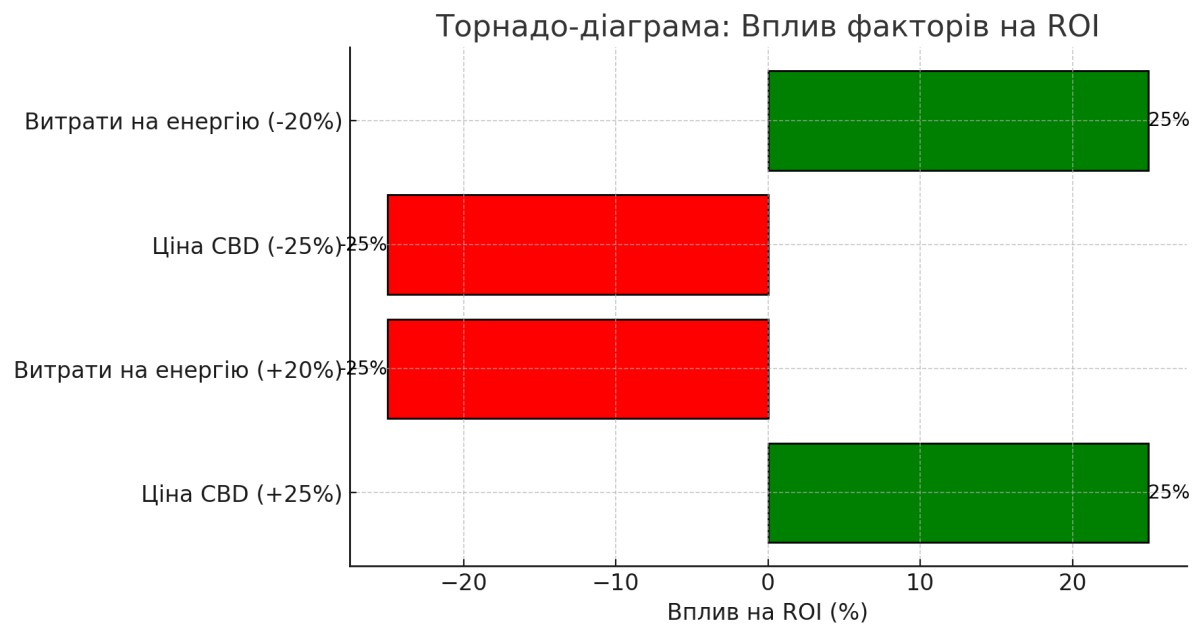 Торнадо-діаграма: Вплив факторів на ROI
Витрати на енергію (-20%)
25%
Ціна CBD (-25%)
-25%
Витрати на енергію (+20%)
-25%
Ціна CBD (+25%)
25%
−20
−10
0
10
20
Вплив на ROI (%)